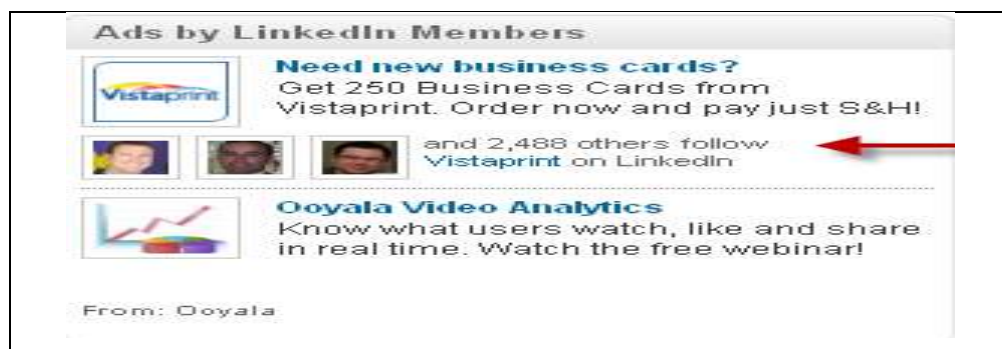 Ads by LinkedIn Members
Vistaprint
Need new business cards?
Get 250 Business Cards from
Vistaprint. Order now and pay just S&H!
and 2,488 others follow
Vistaprint on LinkedIn
Ooyala Video Analytics
Know what users watch, like and share
in real time. Watch the free webinar!
From: Ooyala